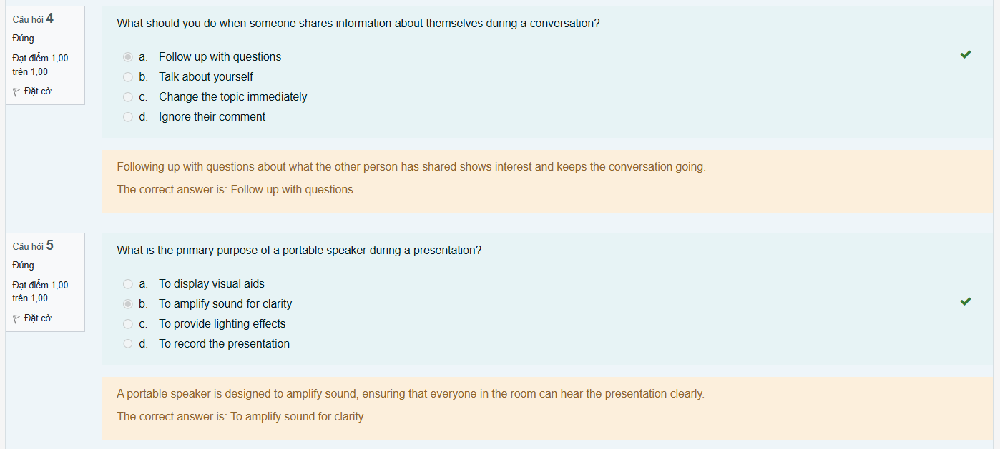 Câu hỏi 4
Đúng
Đạt điểm 1,00
trên 1,00
Đặt cờ
What should you do when someone shares information about themselves during a conversation?
a. Follow up with questions
b. Talk about yourself
c. Change the topic immediately
d. Ignore their comment
Following up with questions about what the other person has shared shows interest and keeps the conversation going.
The correct answer is: Follow up with questions
Câu hỏi 5
Đúng
Đạt điểm 1,00
trên 1,00
Đặt cờ
What is the primary purpose of a portable speaker during a presentation?
a. To display visual aids
b. To amplify sound for clarity
c. To provide lighting effects
d. To record the presentation
A portable speaker is designed to amplify sound, ensuring that everyone in the room can hear the presentation clearly.
The correct answer is: To amplify sound for clarity